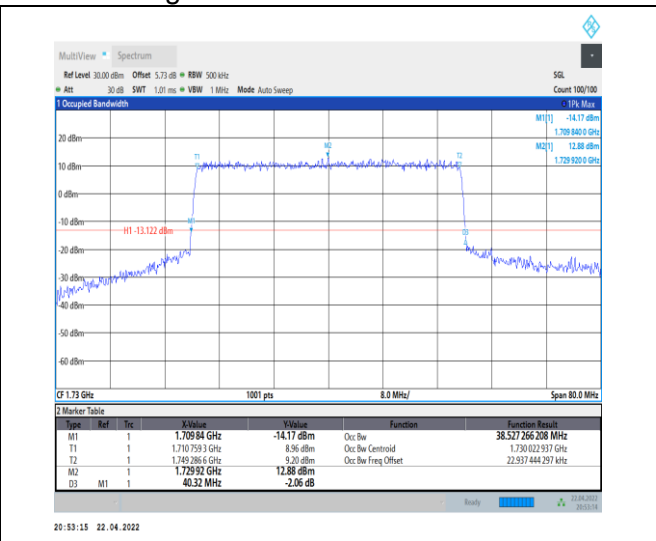 MultiView Spectrum
Ref Level 30.00 dBm Offset 5.73 dB RBW 500 kHz SGL
Att 30 dB SWT 1.01 ms VBW 1 MHz Mode Auto Sweep Count 100/100
1 Occupied Bandwidth 1Pk Max
M1[1] -14.17 dBm
1.709 840 0 GHz
M2[1] 12.88 dBm
1.729 920 0 GHz
20 dBm
M2
T1 T2
10 dBm
0 dBm
-10 dBm
M1
H1 -13.122 dBm
D3
-20 dBm
-30 dBm
-40 dBm
-50 dBm
-60 dBm
CF 1.73 GHz 1001 pts 8.0 MHz/ Span 80.0 MHz
2 Marker Table
Type Ref Trc X-Value Y-Value Function Function Result
M1 1 1.709 84 GHz -14.17 dBm Occ Bw 38.527 266 208 MHz
T1 1 1.710 759 3 GHz 8.96 dBm Occ Bw Centroid 1.730 022 937 GHz
T2 1 1.749 286 6 GHz 9.20 dBm Occ Bw Freq Offset 22.937 444 297 kHz
M2 1 1.729 92 GHz 12.88 dBm
D3 M1 1 40.32 MHz -2.06 dB
Ready 22.04.2022
20:53:14
20:53:15 22.04.2022